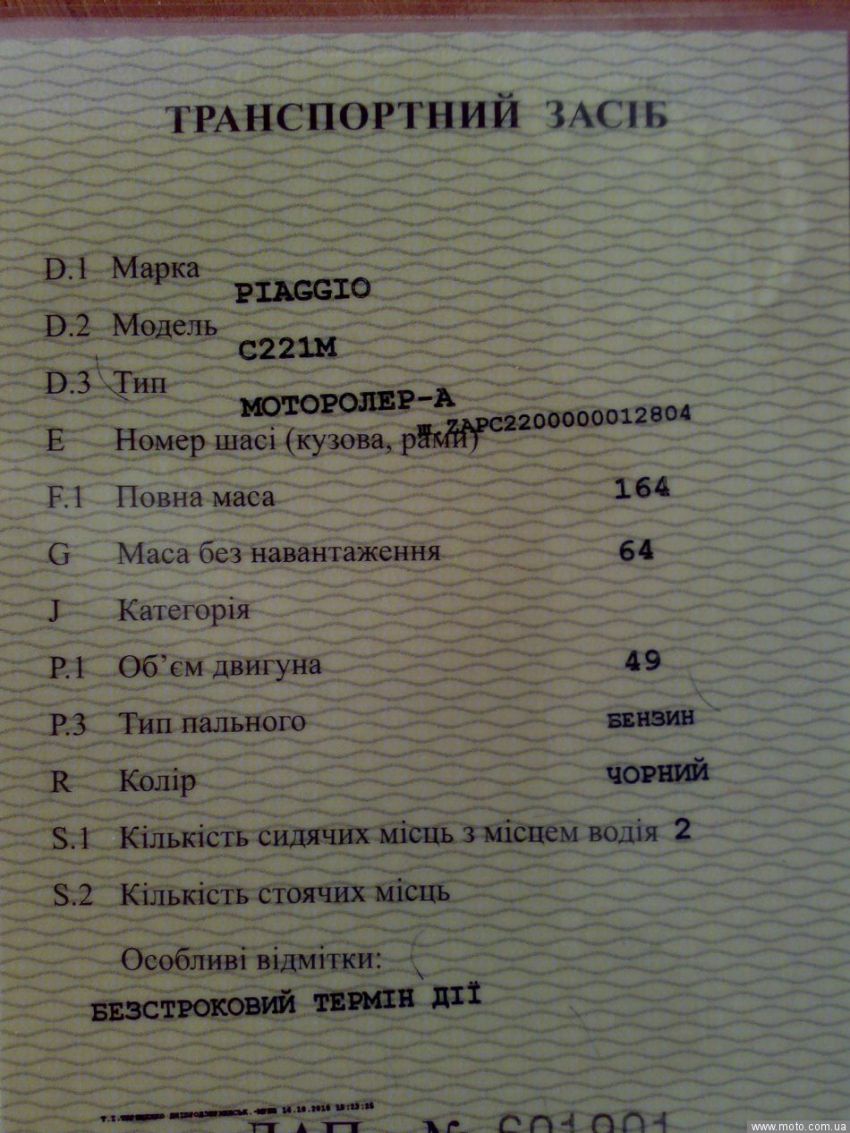 ТРАНСПОРТНИЙ ЗАСІБ
D.1 Марка
PIAGGIO
D.2 Модель
C221M
D.3 Тип
МОТОРОЛЕР-А
E Номер шасі (кузова, рами) Ш.ZAPC2200000012804
F.1 Повна маса 164
G Маса без навантаження 64
J Категорія
P.1 Об’єм двигуна 49
P.3 Тип пального БЕНЗИН
R Колір ЧОРНИЙ
S.1 Кількість сидячих місць з місцем водія 2
S.2 Кількість стоячих місць
Особливі відмітки:
БЕЗСТРОКОВИЙ ТЕРМІН ДІЇ
№ 601901
www.moto.com.ua